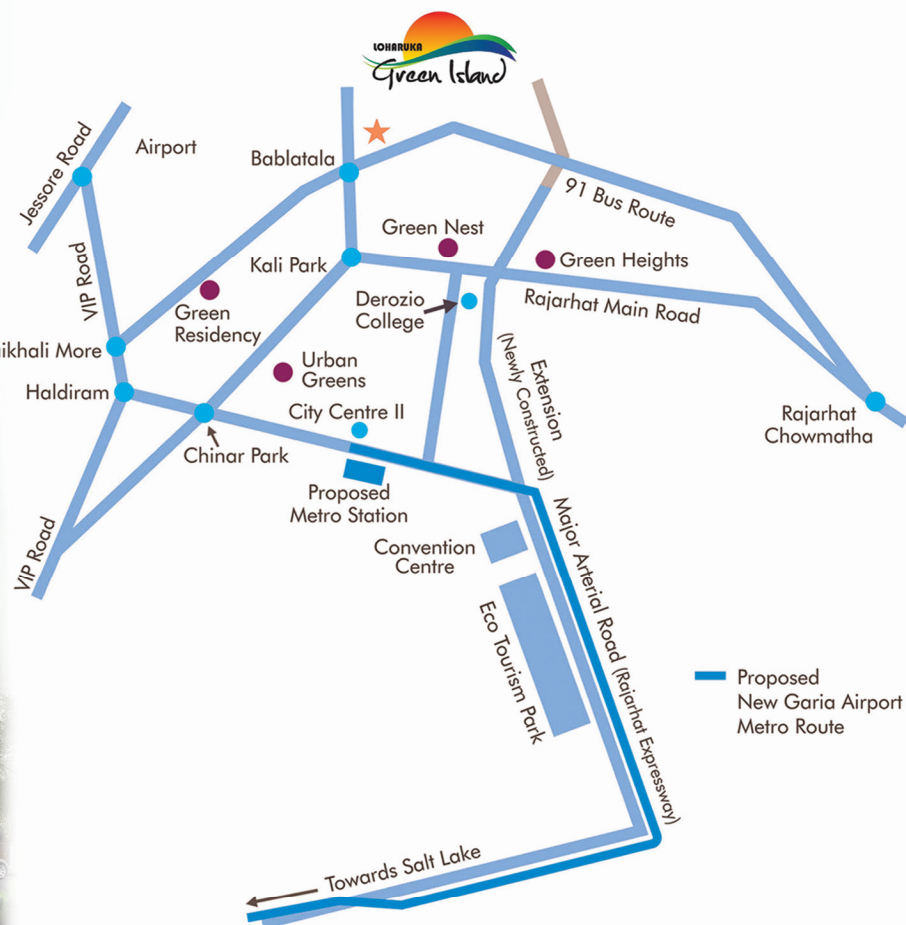 LOHARUKA
Green Island
Airport
Jessore Road
Bablatala
91 Bus Route
Green Nest
VIP Road
Kali Park
Green Heights
Green
Residency
Derozio
College
Rajarhat Main Road
ikhali More
Urban
Greens
Extension
(Newly Constructed)
Haldiram
City Centre II
Rajarhat
Chowmatha
Chinar Park
Proposed
Metro Station
VIP Road
Convention
Centre
Major Arterial Road (Rajarhat Expressway)
Eco Tourism Park
Proposed
New Garia Airport
Metro Route
Towards Salt Lake